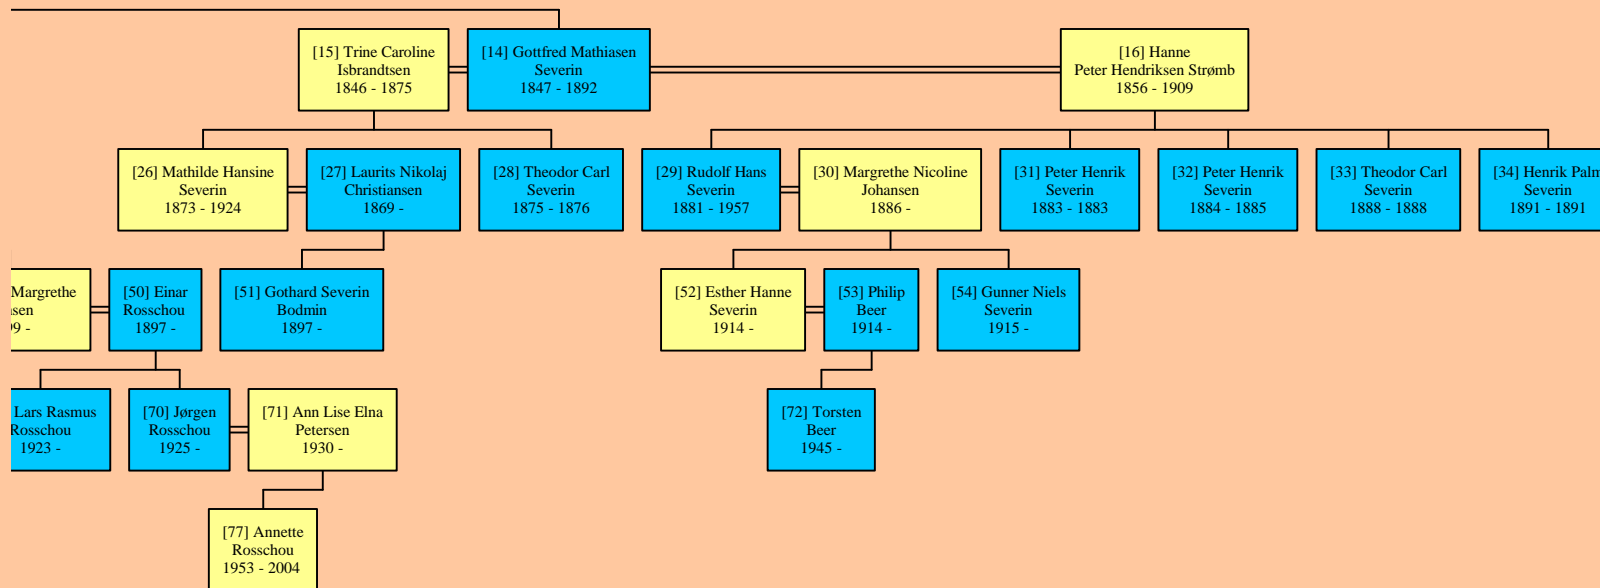 [15] Trine Caroline
Isbrandtsen
1846 - 1875
[14] Gottfred Mathiasen
Severin
1847 - 1892
[16] Hanne
Peter Hendriksen Strømb
1856 - 1909
[26] Mathilde Hansine
Severin
1873 - 1924
[27] Laurits Nikolaj
Christiansen
1869 -
[28] Theodor Carl
Severin
1875 - 1876
[29] Rudolf Hans
Severin
1881 - 1957
[30] Margrethe Nicoline
Johansen
1886 -
[31] Peter Henrik
Severin
1883 - 1883
[32] Peter Henrik
Severin
1884 - 1885
[33] Theodor Carl
Severin
1888 - 1888
[34] Henrik Palm
Severin
1891 - 1891
Margrethe
[50] Einar
Rosschou
1897 -
[51] Gothard Severin
Bodmin
1897 -
[52] Esther Hanne
Severin
1914 -
[53] Philip
Beer
1914 -
[54] Gunner Niels
Severin
1915 -
Lars Rasmus
Rosschou
1923 -
[70] Jørgen
Rosschou
1925 -
[71] Ann Lise Elna
Petersen
1930 -
[72] Torsten
Beer
1945 -
[77] Annette
Rosschou
1953 - 2004